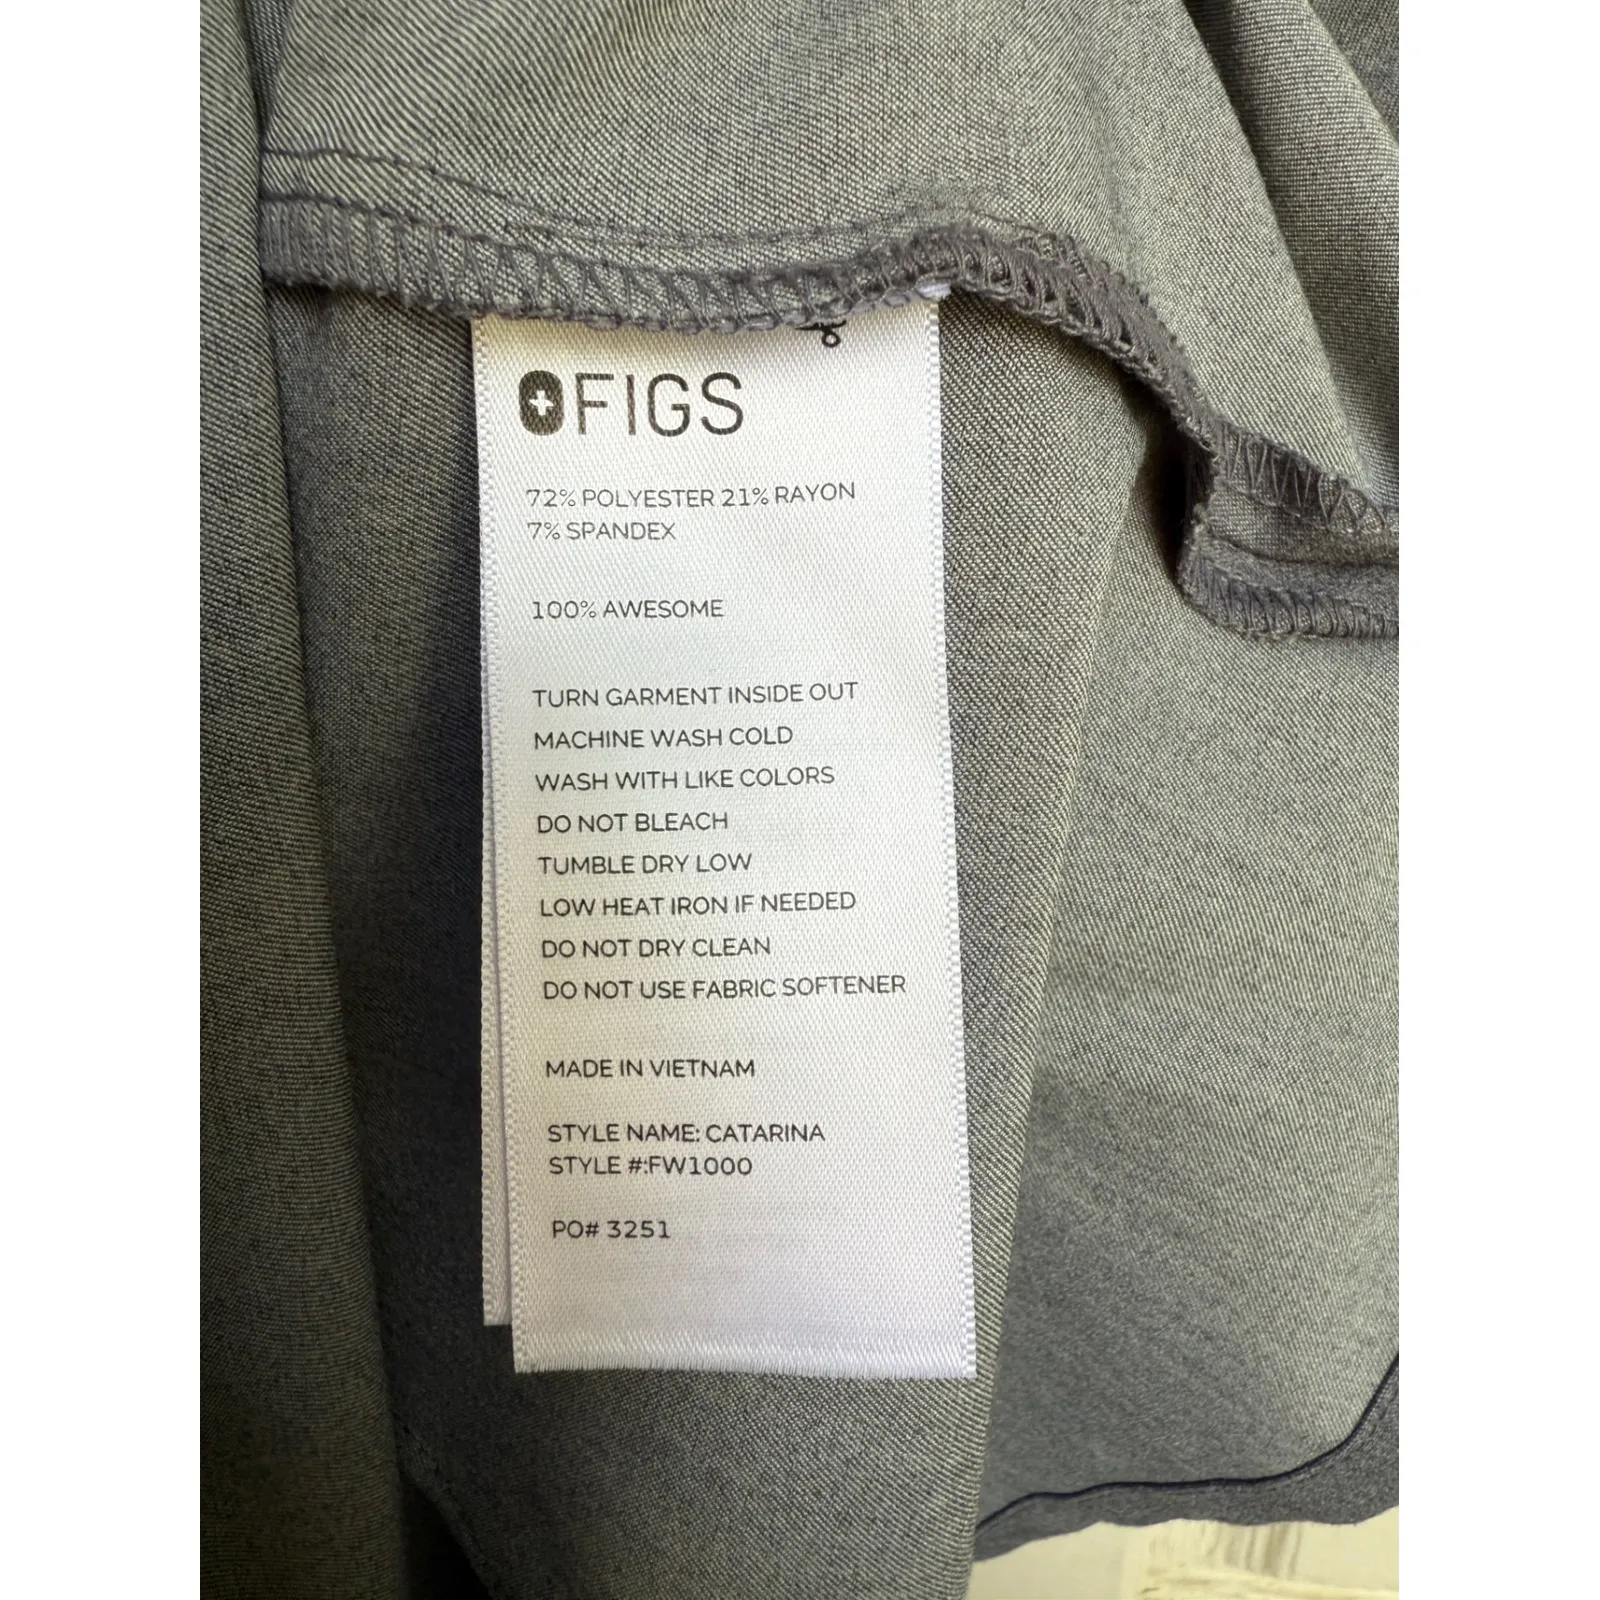 FIGS
72% POLYESTER 21% RAYON
7% SPANDEX
100% AWESOME
TURN GARMENT INSIDE OUT
MACHINE WASH COLD
WASH WITH LIKE COLORS
DO NOT BLEACH
TUMBLE DRY LOW
LOW HEAT IRON IF NEEDED
DO NOT DRY CLEAN
DO NOT USE FABRIC SOFTENER
MADE IN VIETNAM
STYLE NAME: CATARINA
STYLE #:FW1000
PO# 3251